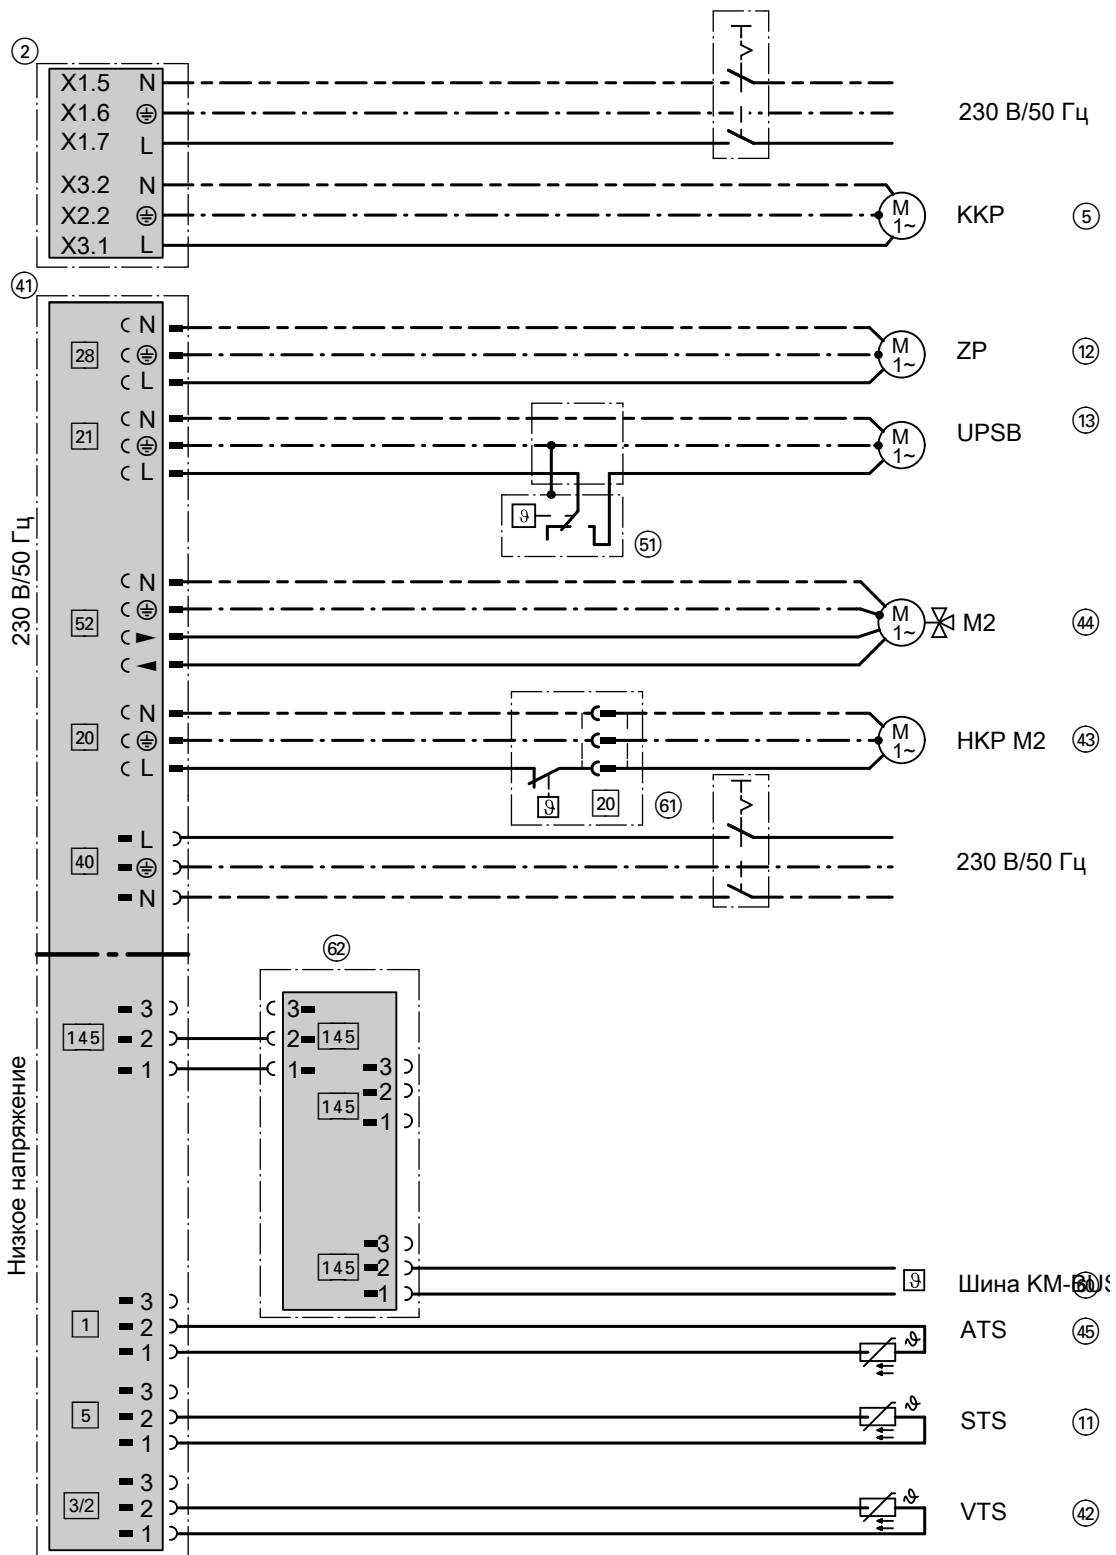 2
X1.5 N
X1.6
X1.7 L
230 В/50 Гц
X3.2 N
X2.2
X3.1 L
M 1~
KKP 5
41
230 В/50 Гц
28
N
L
M 1~
ZP 12
21
N
L
M 1~
UPSB 13
ϑ
51
52
N
M 1~
M2 44
20
N
L
M 1~
HKP M2 43
ϑ 20 61
40
L
N
230 В/50 Гц
Низкое напряжение
62
145
3
2
1
3
2 145
1
145
3
2
1
145
3
2
1
ϑ
Шина KM-BUS 60
1
3
2
1
ϑ
ATS 45
5
3
2
1
ϑ
STS 11
3/2
3
2
1
ϑ
VTS 42